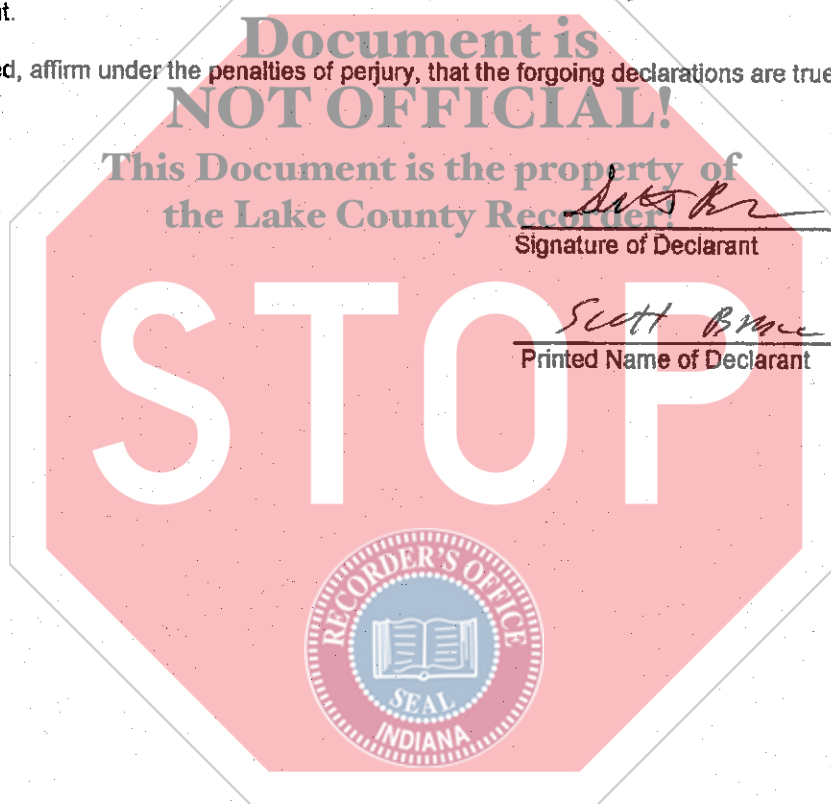 nt.
Document is
ed, affirm under the penalties of perjury, that the forgoing declarations are true
NOT OFFICIAL!
This Document is the property of
the Lake County Recorder!
Signature of Declarant
Scott
Printed Name of Declarant
STOP
RECORDER'S OFFICE
SEAL
INDIANA